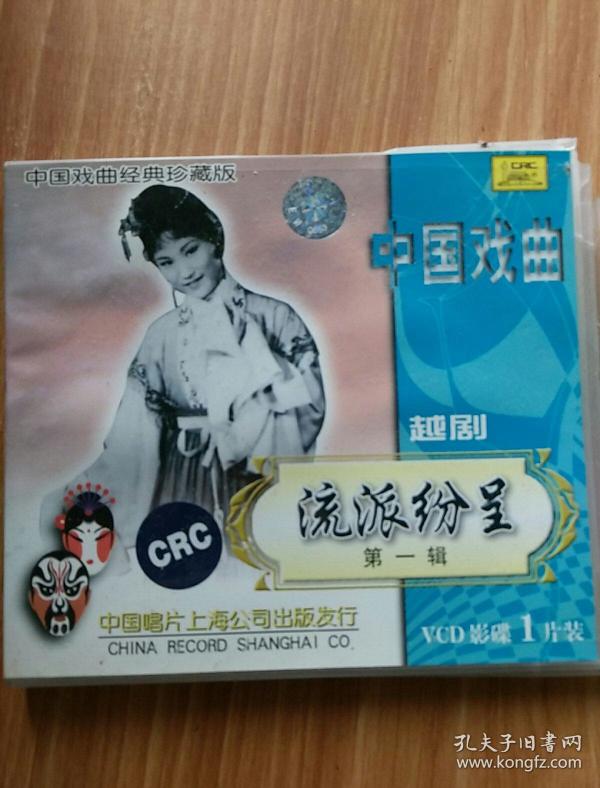 中国戏曲经典珍藏版
CRC
中国戏曲
越剧
流派纷呈
第一辑
CRC
中国唱片上海公司出版发行
CHINA RECORD SHANGHAI CO.
VCD影碟1片装
孔夫子旧书网
www.kongfz.com